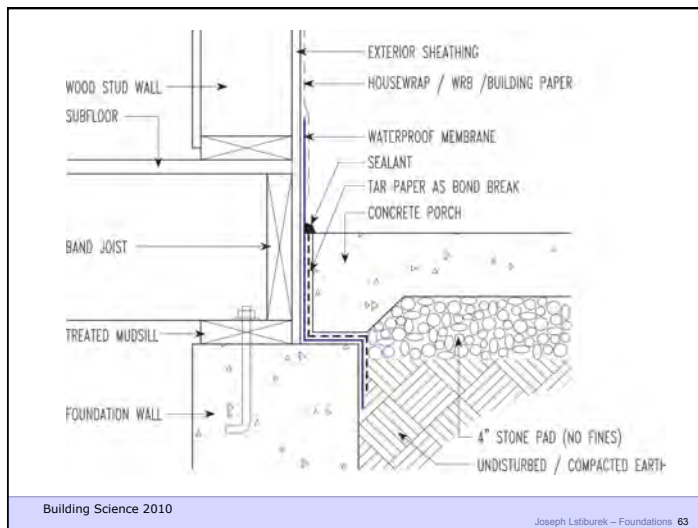 EXTERIOR SHEATHING
HOUSEWRAP / WRB /BUILDING PAPER
WOOD STUD WALL
SUBFLOOR
WATERPROOF MEMBRANE
SEALANT
TAR PAPER AS BOND BREAK
CONCRETE PORCH
BAND JOIST
TREATED MUDSILL
FOUNDATION WALL
4" STONE PAD (NO FINES)
UNDISTURBED / COMPACTED EARTH
Building Science 2010
Joseph Lstiburek – Foundations 63